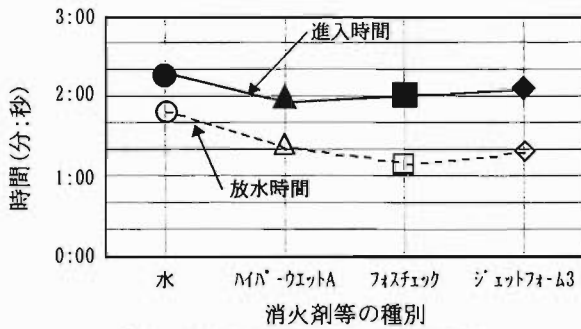 3:00
進入時間
2:00
時間(分:秒)
1:00
放水時間
0:00
水
ﾊｲﾊﾟｰｳｴｯﾄA
ﾌｫｽﾁｪｯｸ
ｼﾞｪｯﾄﾌｫｰﾑ3
消火剤等の種別